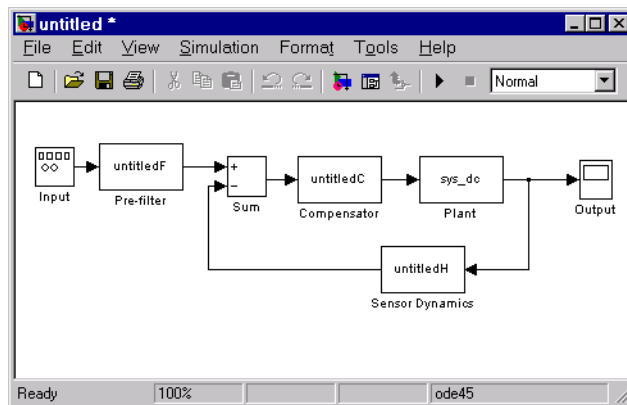 untitled *
File Edit View Simulation Format Tools Help
Normal
untitledF
+
−
untitledC
sys_dc
Input
Pre-filter
Sum
Compensator
Plant
Output
untitledH
Sensor Dynamics
Ready 100% ode45